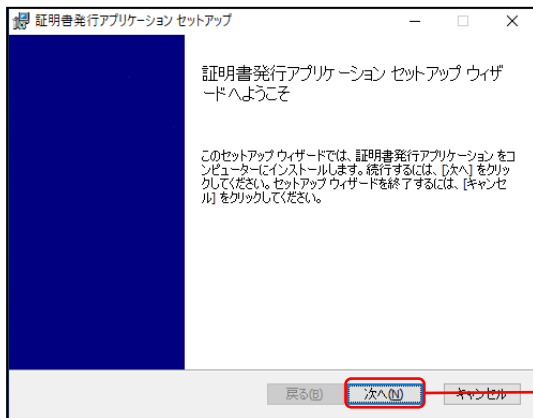 証明書発行アプリケーション セットアップ
証明書発行アプリケーション セットアップ ウィザ
ードへようこそ
このセットアップ ウィザードでは、証明書発行アプリケーション をコ
ンピューターにインストールします。続行するには、[次へ] をクリッ
クしてください。セットアップ ウィザードを終了するには、[キャンセ
ル] をクリックしてください。
戻る(B) 次へ(N) キャンセル